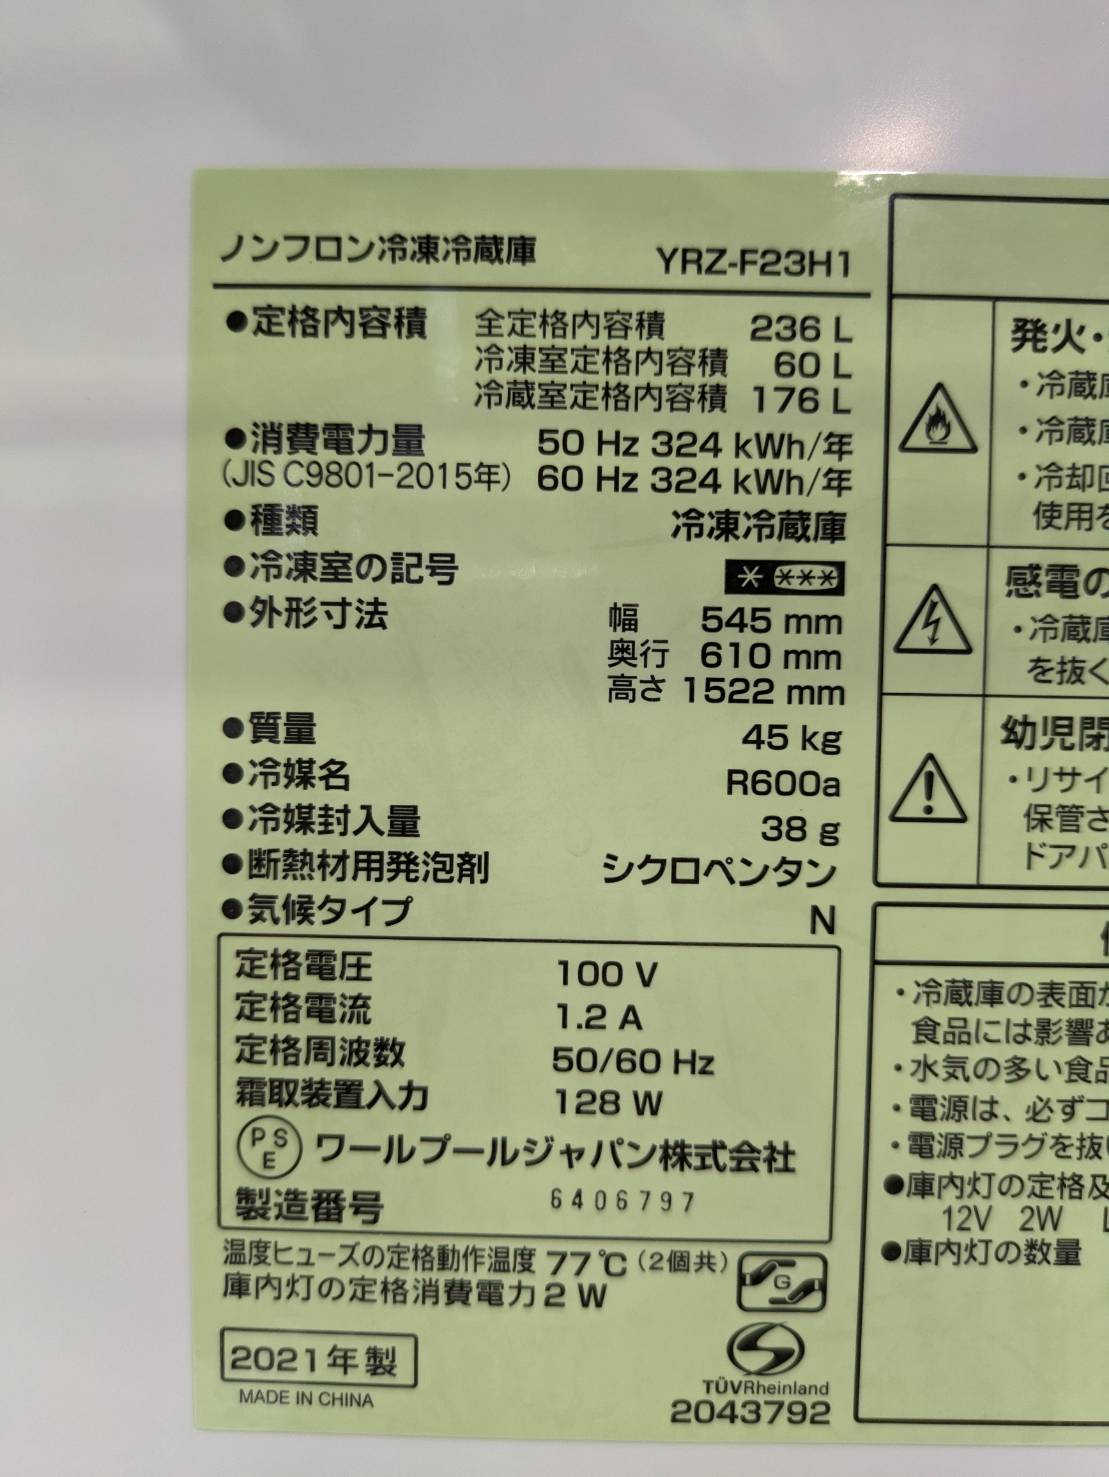 ノンフロン冷凍冷蔵庫 YRZ-F23H1
●定格内容積 全定格内容積 236 L
冷凍室定格内容積 60 L
冷蔵室定格内容積 176 L
●消費電力量 50 Hz 324 kWh/年
(JIS C9801-2015年) 60 Hz 324 kWh/年
●種類 冷凍冷蔵庫
●冷凍室の記号
●外形寸法 幅 545 mm
奥行 610 mm
高さ 1522 mm
●質量 45 kg
●冷媒名 R600a
●冷媒封入量 38 g
●断熱材用発泡剤 シクロペンタン
●気候タイプ N
定格電圧 100 V
定格電流 1.2 A
定格周波数 50/60 Hz
霜取装置入力 128 W
PSE ワールプールジャパン株式会社
製造番号 6406797
温度ヒューズの定格動作温度 77℃(2個共)
庫内灯の定格消費電力 2 W
G
2021年製
MADE IN CHINA
TÜVRheinland
2043792
発火・
・冷蔵
・冷蔵
・冷却
使用を
感電の
・冷蔵
を抜く
幼児閉
・リサイ
保管さ
ドアパ
・冷蔵庫の表面
食品には影響
・水気の多い食品
・電源は、必ずコ
・電源プラグを抜
●庫内灯の定格及
12V 2W
●庫内灯の数量